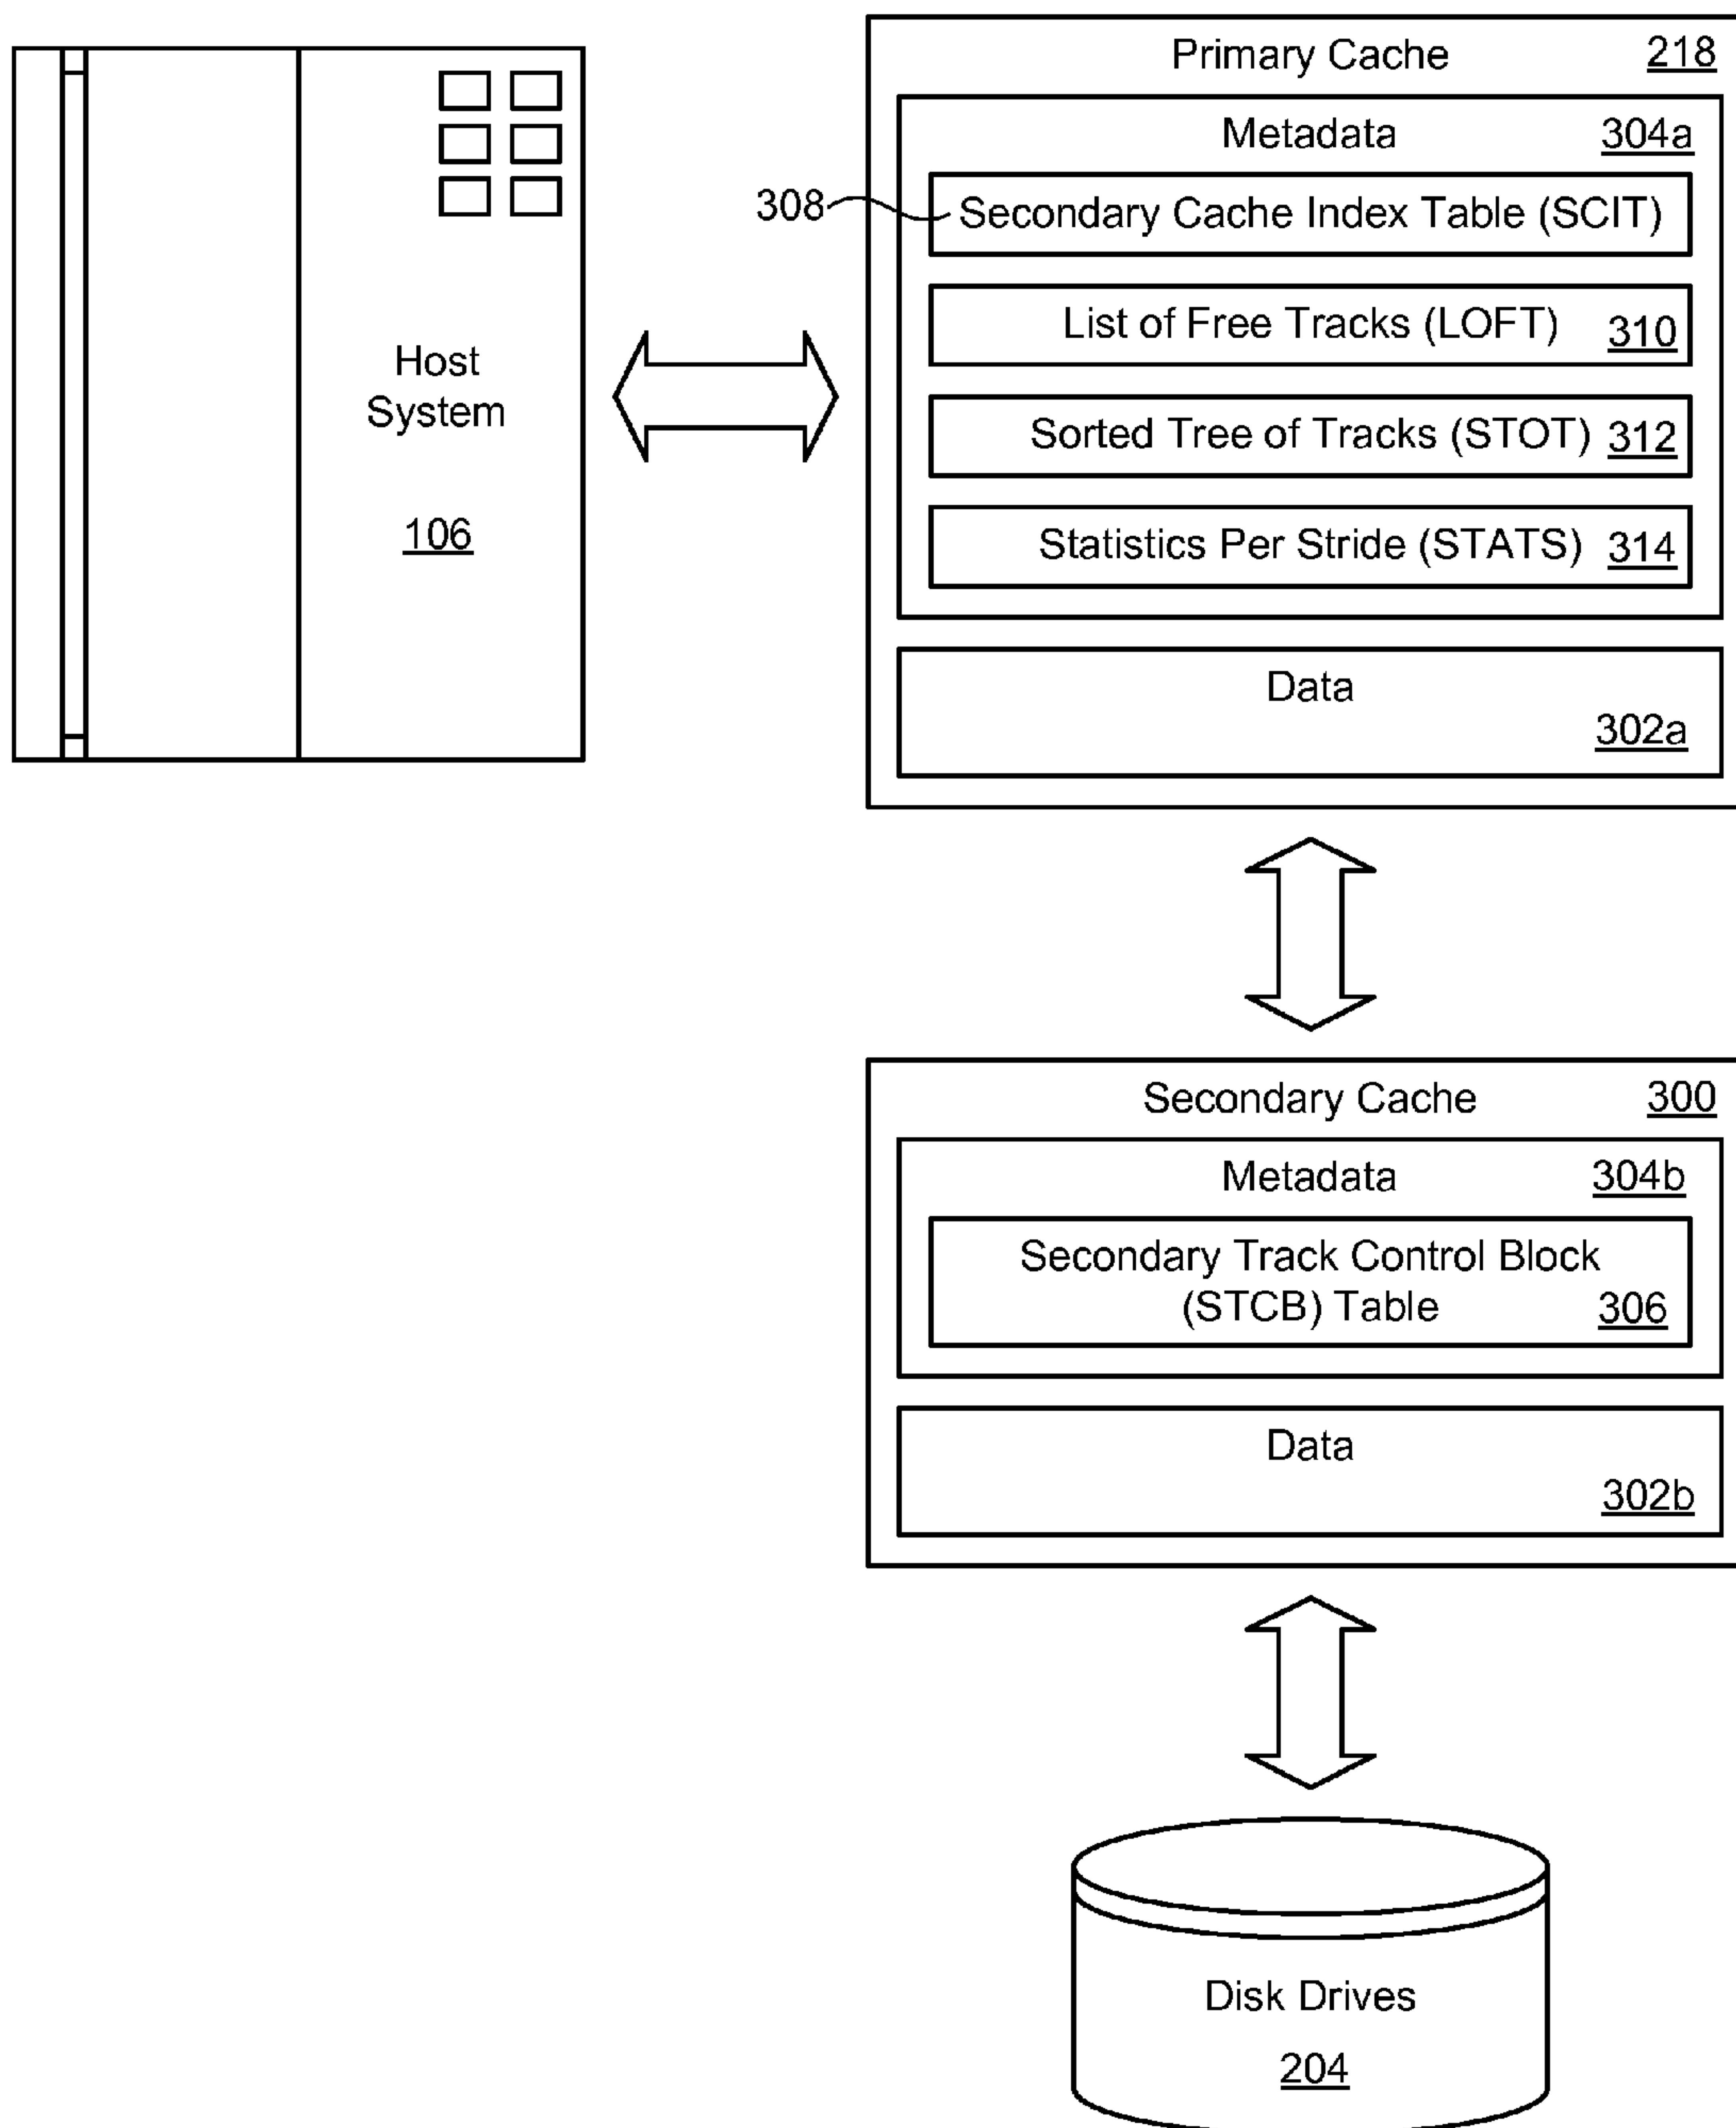 Primary Cache 218
Metadata 304a
308 Secondary Cache Index Table (SCIT)
List of Free Tracks (LOFT) 310
Sorted Tree of Tracks (STOT) 312
Statistics Per Stride (STATS) 314
Data
302a
Host
System
106
Secondary Cache 300
Metadata 304b
Secondary Track Control Block
(STCB) Table 306
Data
302b
Disk Drives
204